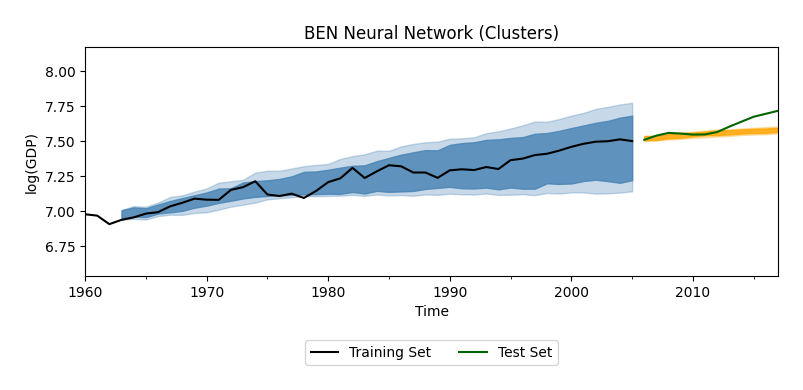 BEN Neural Network (Clusters)
8.00
7.75
7.50
7.25
7.00
6.75
log(GDP)
1960 1970 1980 1990 2000 2010
Time
Training Set Test Set